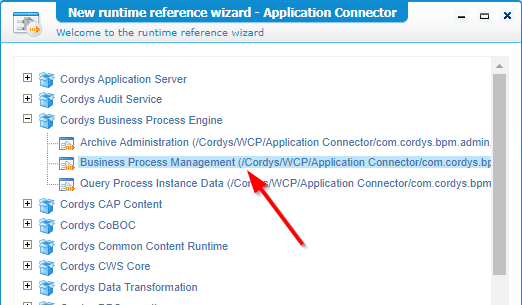 New runtime reference wizard - Application Connector
Welcome to the runtime reference wizard
Cordys Application Server
Cordys Audit Service
Cordys Business Process Engine
Archive Administration (/Cordys/WCP/Application Connector/com.cordys.bpm.admin.
Business Process Management (/Cordys/WCP/Application Connector/com.cordys.bp
Query Process Instance Data (/Cordys/WCP/Application Connector/com.cordys.bpm
Cordys CAP Content
Cordys CoBOC
Cordys Common Content Runtime
Cordys CWS Core
Cordys Data Transformation